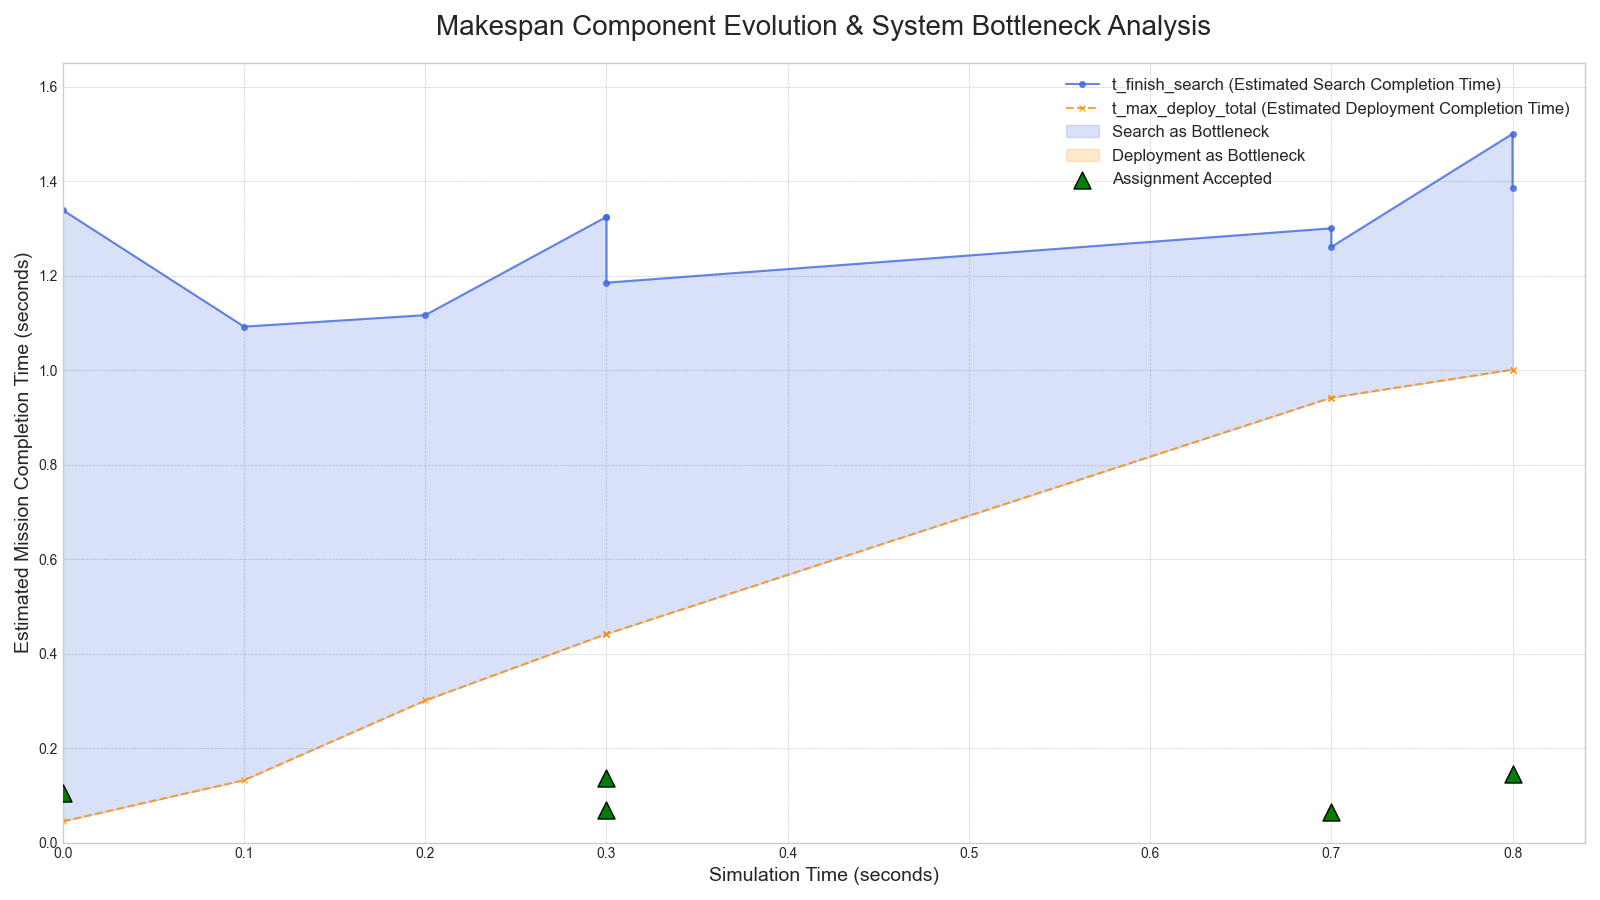 Makespan Component Evolution & System Bottleneck Analysis
t_finish_search (Estimated Search Completion Time)
t_max_deploy_total (Estimated Deployment Completion Time)
Search as Bottleneck
Deployment as Bottleneck
Assignment Accepted
Estimated Mission Completion Time (seconds)
1.6
1.4
1.2
1.0
0.8
0.6
0.4
0.2
0.0
0.0 0.1 0.2 0.3 0.4 0.5 0.6 0.7 0.8
Simulation Time (seconds)